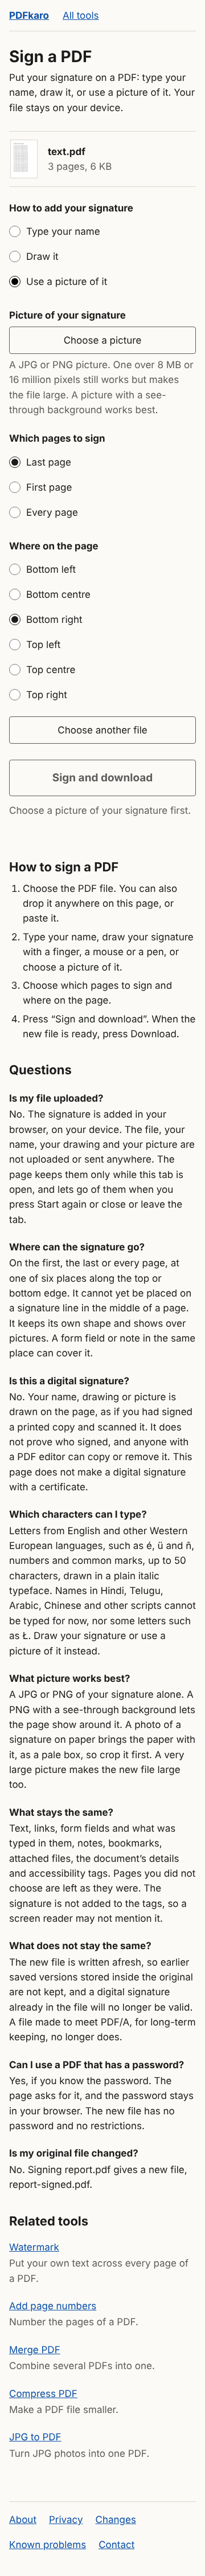 PDFkaro All tools
Sign a PDF
Put your signature on a PDF: type your
name, draw it, or use a picture of it. Your
file stays on your device.
text.pdf
3 pages, 6 KB
How to add your signature
Type your name
Draw it
Use a picture of it
Picture of your signature
Choose a picture
A JPG or PNG picture. One over 8 MB or
16 million pixels still works but makes
the file large. A picture with a see-
through background works best.
Which pages to sign
Last page
First page
Every page
Where on the page
Bottom left
Bottom centre
Bottom right
Top left
Top centre
Top right
Choose another file
Sign and download
Choose a picture of your signature first.
How to sign a PDF
1. Choose the PDF file. You can also
drop it anywhere on this page, or
paste it.
2. Type your name, draw your signature
with a finger, a mouse or a pen, or
choose a picture of it.
3. Choose which pages to sign and
where on the page.
4. Press “Sign and download”. When the
new file is ready, press Download.
Questions
Is my file uploaded?
No. The signature is added in your
browser, on your device. The file, your
name, your drawing and your picture are
not uploaded or sent anywhere. The
page keeps them only while this tab is
open, and lets go of them when you
press Start again or close or leave the
tab.
Where can the signature go?
On the first, the last or every page, at
one of six places along the top or
bottom edge. It cannot yet be placed on
a signature line in the middle of a page.
It keeps its own shape and shows over
pictures. A form field or note in the same
place can cover it.
Is this a digital signature?
No. Your name, drawing or picture is
drawn on the page, as if you had signed
a printed copy and scanned it. It does
not prove who signed, and anyone with
a PDF editor can copy or remove it. This
page does not make a digital signature
with a certificate.
Which characters can I type?
Letters from English and other Western
European languages, such as é, ü and ñ,
numbers and common marks, up to 50
characters, drawn in a plain italic
typeface. Names in Hindi, Telugu,
Arabic, Chinese and other scripts cannot
be typed for now, nor some letters such
as Ł. Draw your signature or use a
picture of it instead.
What picture works best?
A JPG or PNG of your signature alone. A
PNG with a see-through background lets
the page show around it. A photo of a
signature on paper brings the paper with
it, as a pale box, so crop it first. A very
large picture makes the new file large
too.
What stays the same?
Text, links, form fields and what was
typed in them, notes, bookmarks,
attached files, the document’s details
and accessibility tags. Pages you did not
choose are left as they were. The
signature is not added to the tags, so a
screen reader may not mention it.
What does not stay the same?
The new file is written afresh, so earlier
saved versions stored inside the original
are not kept, and a digital signature
already in the file will no longer be valid.
A file made to meet PDF/A, for long-term
keeping, no longer does.
Can I use a PDF that has a password?
Yes, if you know the password. The
page asks for it, and the password stays
in your browser. The new file has no
password and no restrictions.
Is my original file changed?
No. Signing report.pdf gives a new file,
report-signed.pdf.
Related tools
Watermark
Put your own text across every page of
a PDF.
Add page numbers
Number the pages of a PDF.
Merge PDF
Combine several PDFs into one.
Compress PDF
Make a PDF file smaller.
JPG to PDF
Turn JPG photos into one PDF.
About Privacy Changes
Known problems Contact